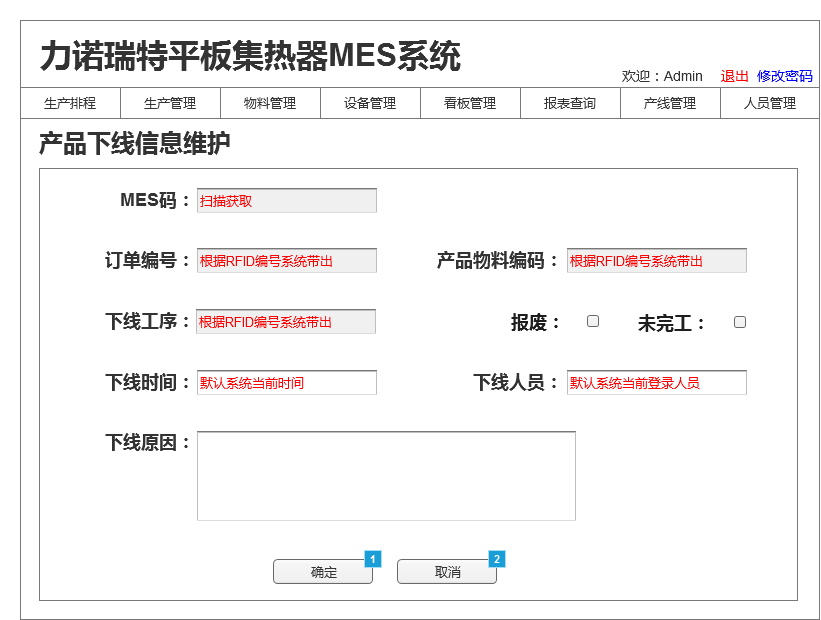 力诺瑞特平板集热器MES系统
欢迎：Admin 退出 修改密码
生产排程 生产管理 物料管理 设备管理 看板管理 报表查询 产线管理 人员管理
产品下线信息维护
MES码： 扫描获取
订单编号： 根据RFID编号系统带出 产品物料编码： 根据RFID编号系统带出
下线工序： 根据RFID编号系统带出 报废： 未完工：
下线时间： 默认系统当前时间 下线人员： 默认系统当前登录人员
下线原因：
确定 1 取消 2